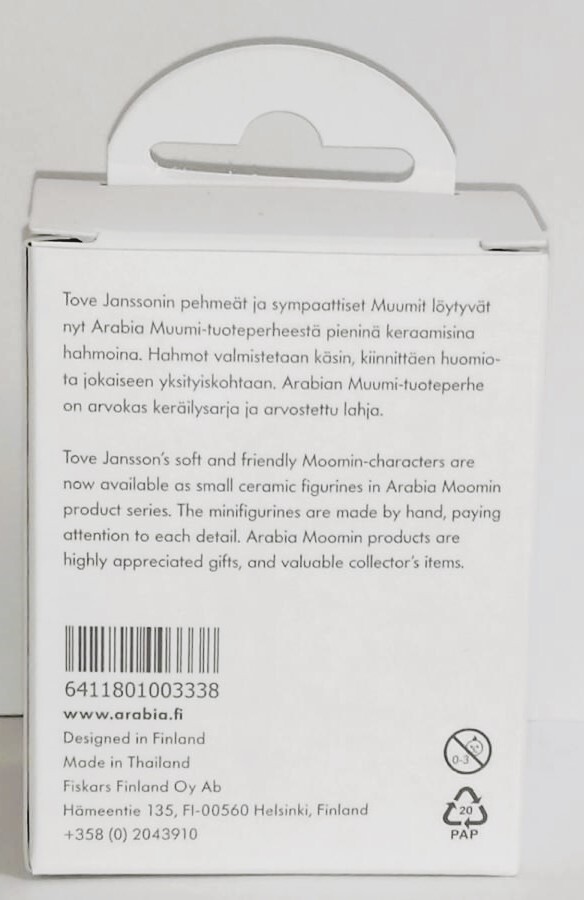 Tove Janssonin pehmeät ja sympaattiset Muumit löytyvät
nyt Arabia Muumi-tuoteperheestä pieninä keraamisina
hahmoina. Hahmot valmistetaan käsin, kiinnittäen huomio-
ta jokaiseen yksityiskohtaan. Arabian Muumi-tuoteperhe
on arvokas keräilysarja ja arvostettu lahja.
Tove Jansson's soft and friendly Moomin-characters are
now available as small ceramic figurines in Arabia Moomin
product series. The minifigurines are made by hand, paying
attention to each detail. Arabia Moomin products are
highly appreciated gifts, and valuable collector's items.
6411801003338
www.arabia.fi
Designed in Finland
Made in Thailand
Fiskars Finland Oy Ab
Hämeentie 135, FI-00560 Helsinki, Finland
+358 (0) 2043910
0-3
20
PAP